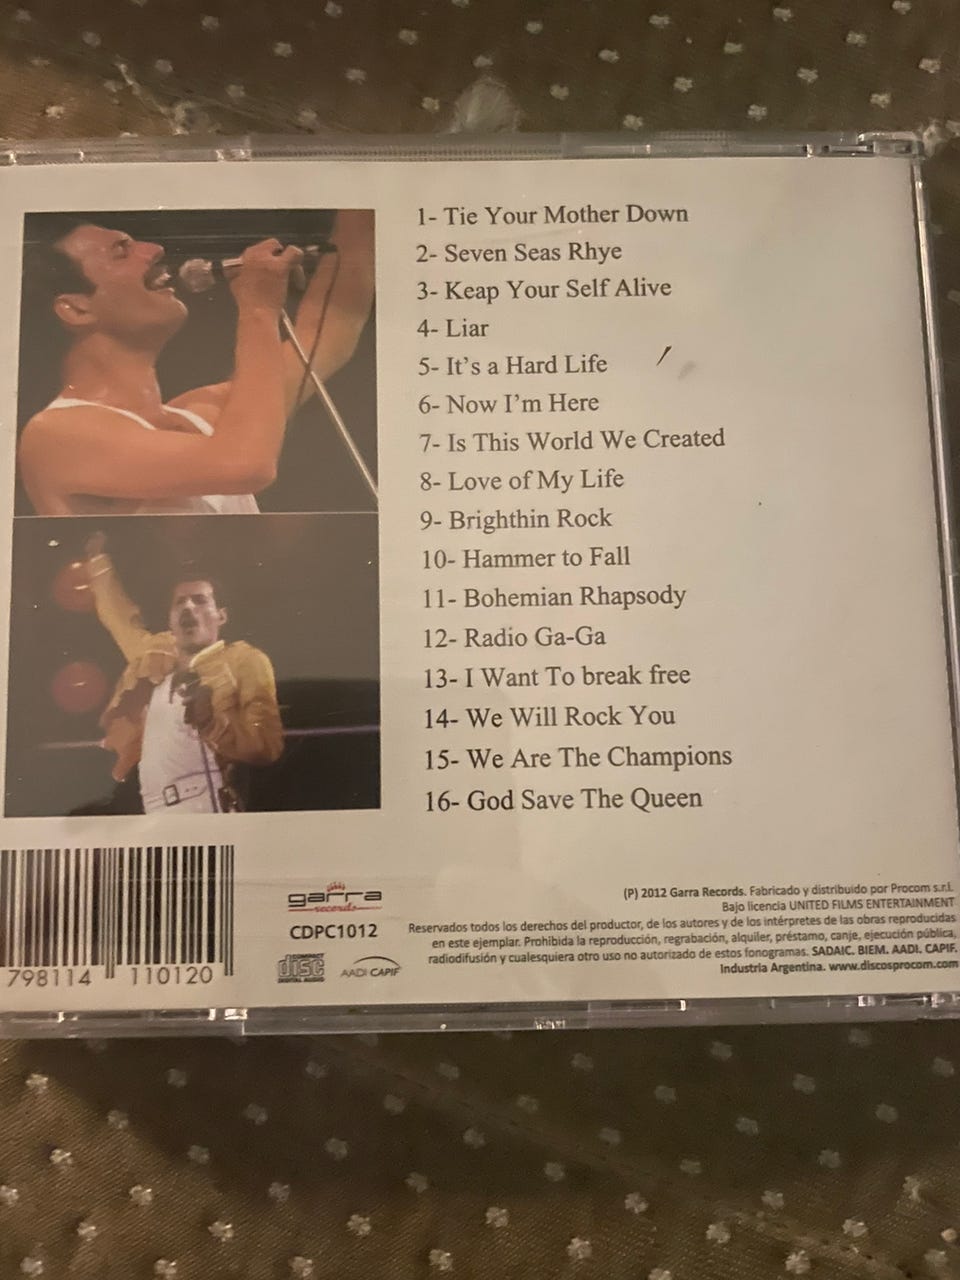 1- Tie Your Mother Down
2- Seven Seas Rhye
3- Keap Your Self Alive
4- Liar
5- It's a Hard Life
6- Now I'm Here
7- Is This World We Created
8- Love of My Life
9- Brighthin Rock
10- Hammer to Fall
11- Bohemian Rhapsody
12- Radio Ga-Ga
13- I Want To break free
14- We Will Rock You
15- We Are The Champions
16- God Save The Queen
798114 110120
garra
records
CDPC1012
COMPACT
disc
DIGITAL AUDIO
AADI CAPIF
(P) 2012 Garra Records. Fabricado y distribuido por Procom s.r.l.
Bajo licencia UNITED FILMS ENTERTAINMENT
Reservados todos los derechos del productor, de los autores y de los intérpretes de las obras reproducidas
en este ejemplar. Prohibida la reproducción, regrabación, alquiler, préstamo, canje, ejecución pública,
radiodifusión y cualesquiera otro uso no autorizado de estos fonogramas. SADAIC. BIEM. AADI. CAPIF.
Industria Argentina. www.discosprocom.com